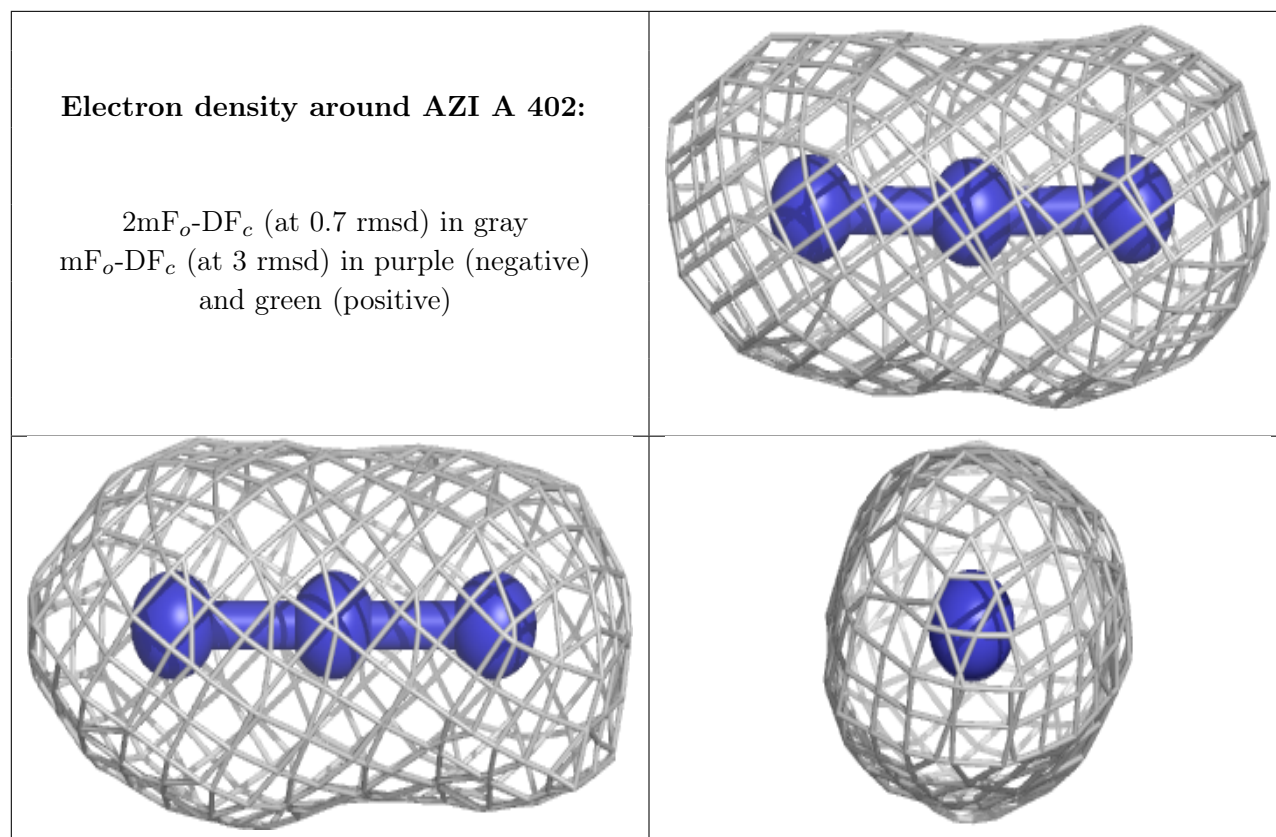 Electron density around AZI A 402:
2mFo-DFc (at 0.7 rmsd) in gray
mFo-DFc (at 3 rmsd) in purple (negative)
and green (positive)